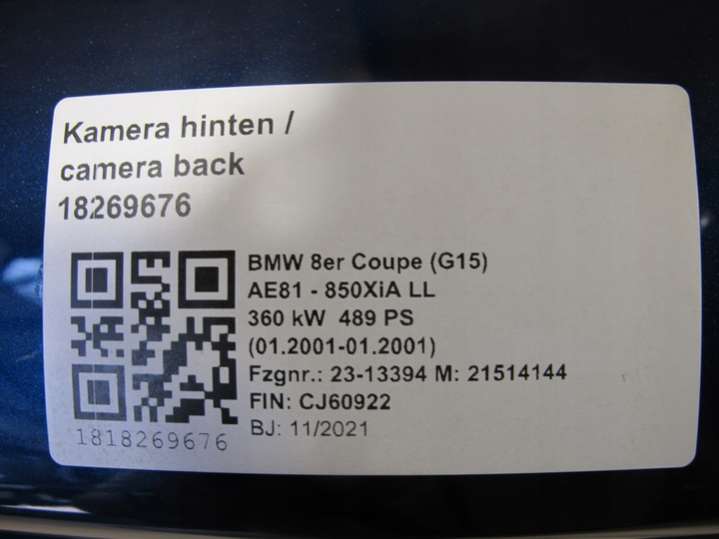 Kamera hinten /
camera back
18269676
BMW 8er Coupe (G15)
AE81 - 850XiA LL
360 kW 489 PS
(01.2001-01.2001)
Fzgnr.: 23-13394 M: 21514144
FIN: CJ60922
BJ: 11/2021
1818269676